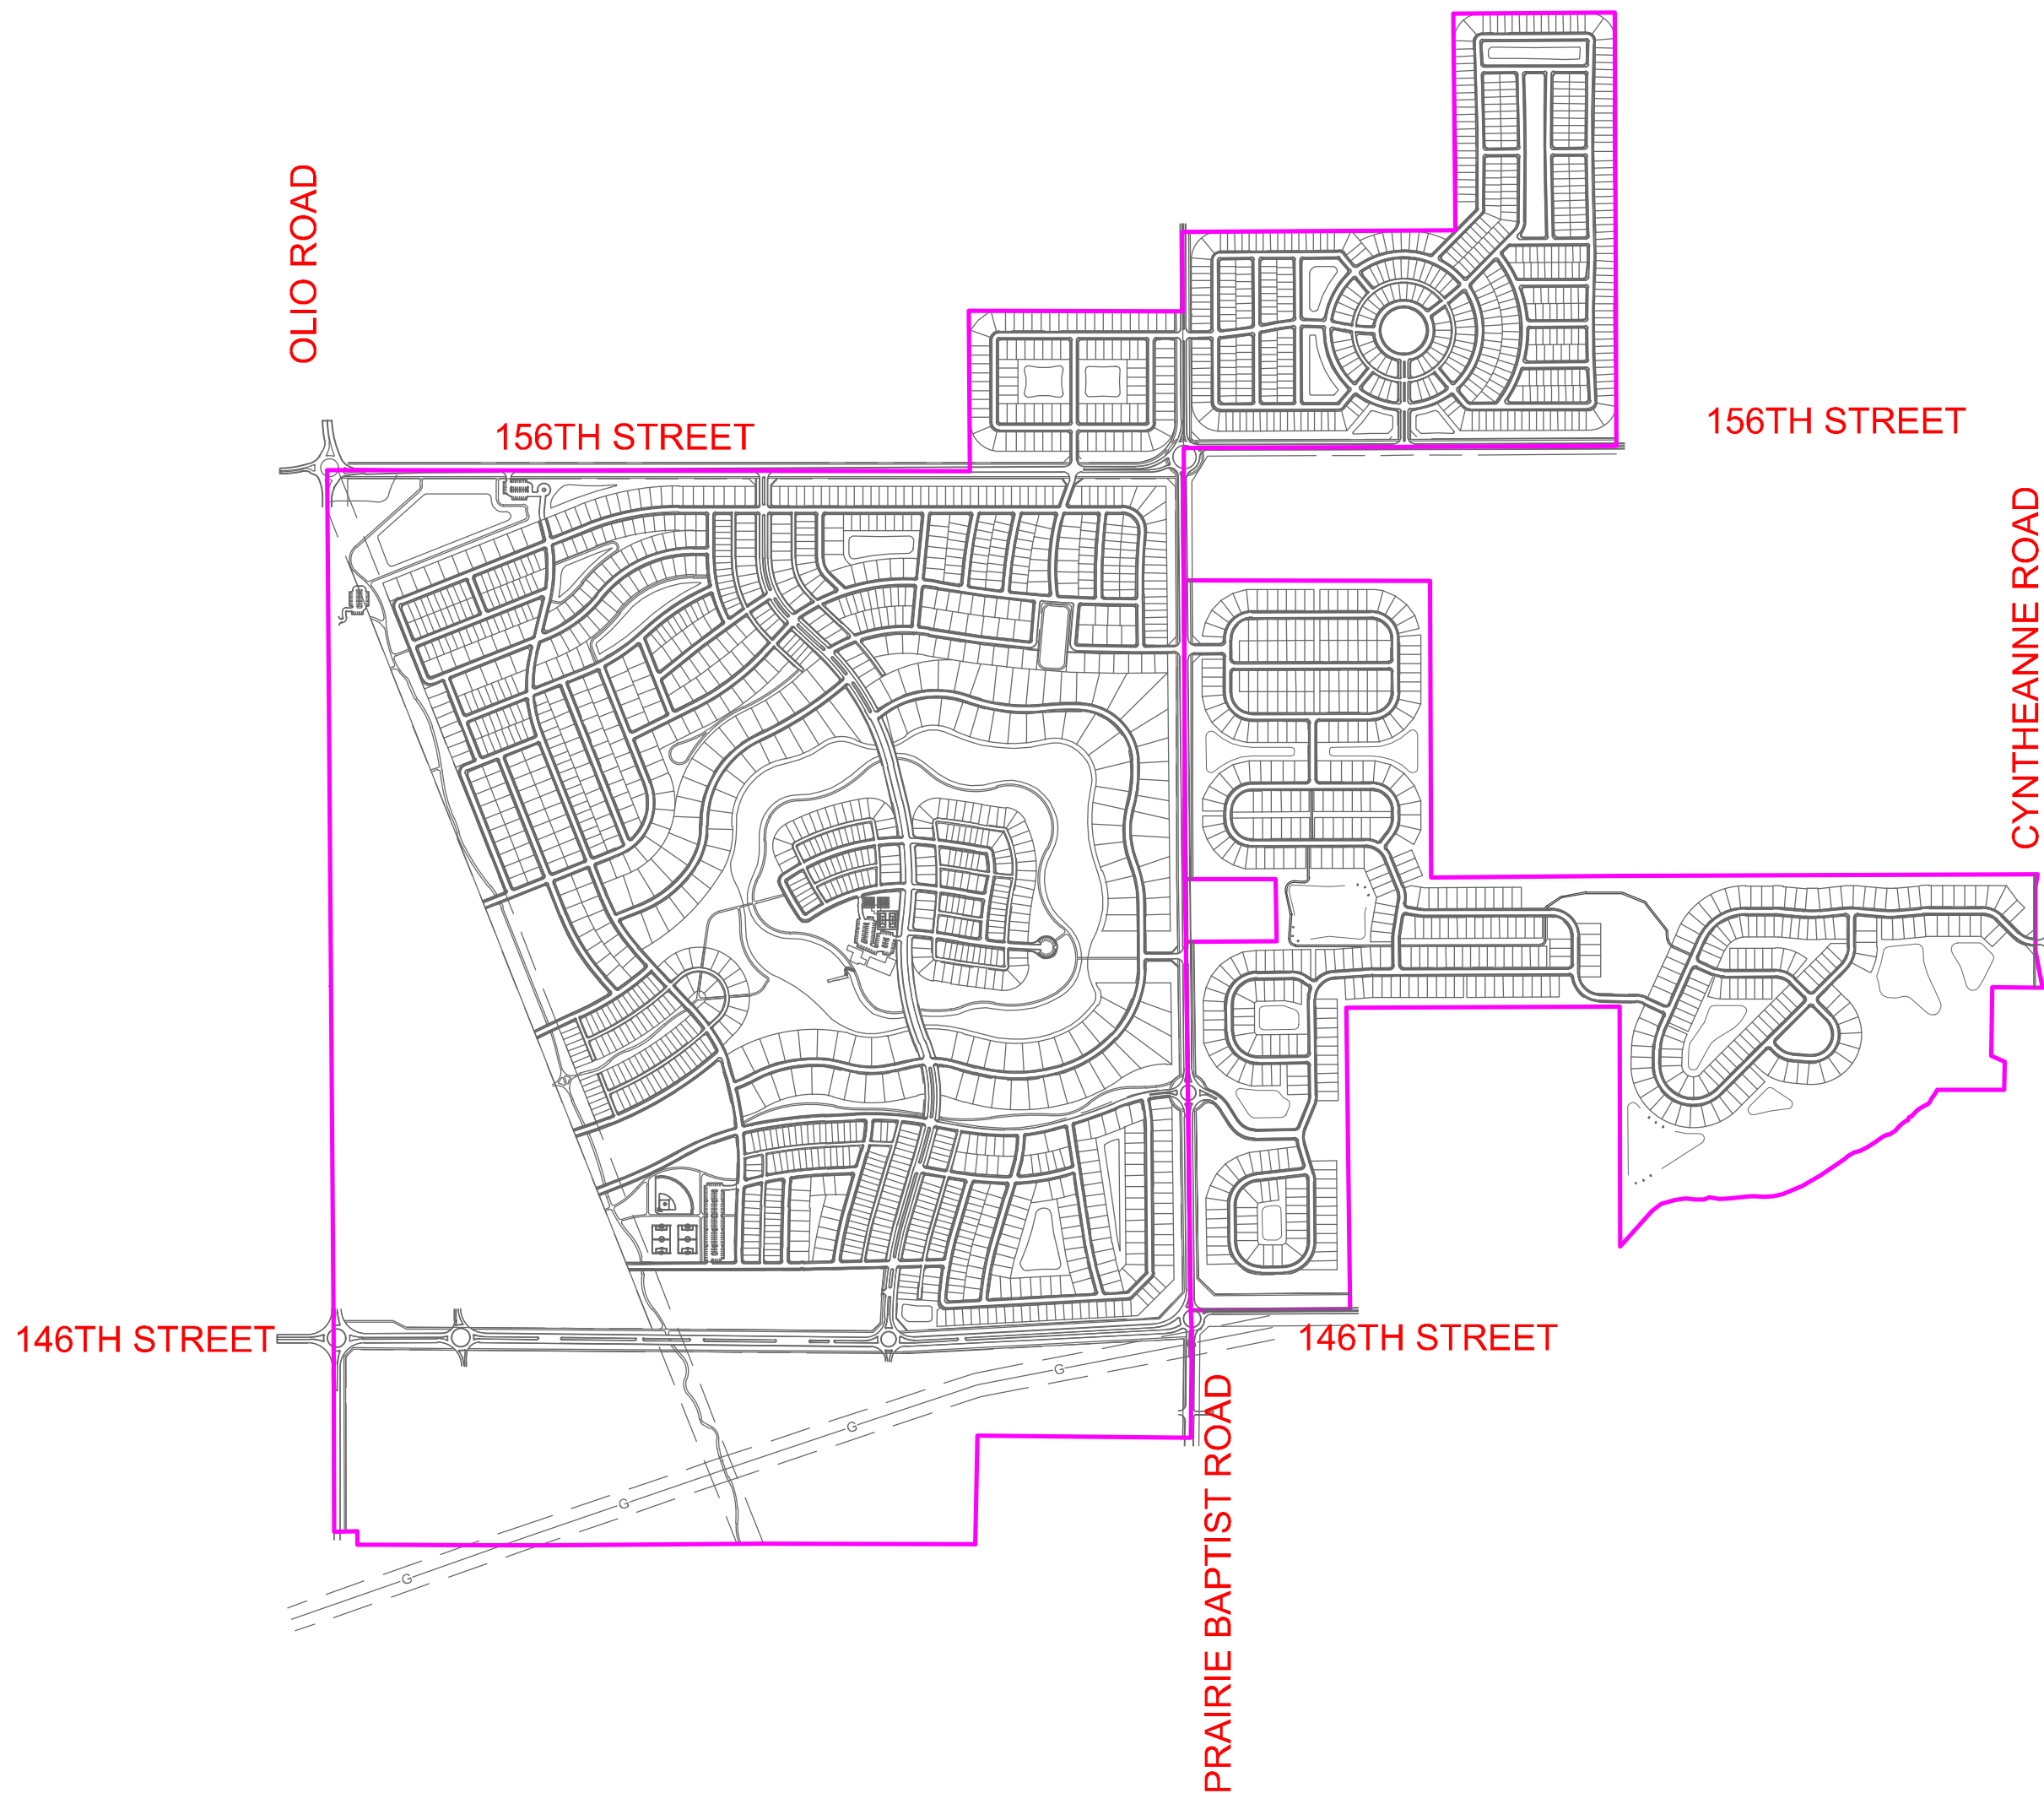 OLIO ROAD
156TH STREET
156TH STREET
CYNTHEANNE ROAD
146TH STREET
146TH STREET
PRAIRIE BAPTIST ROAD
G
G
G
G